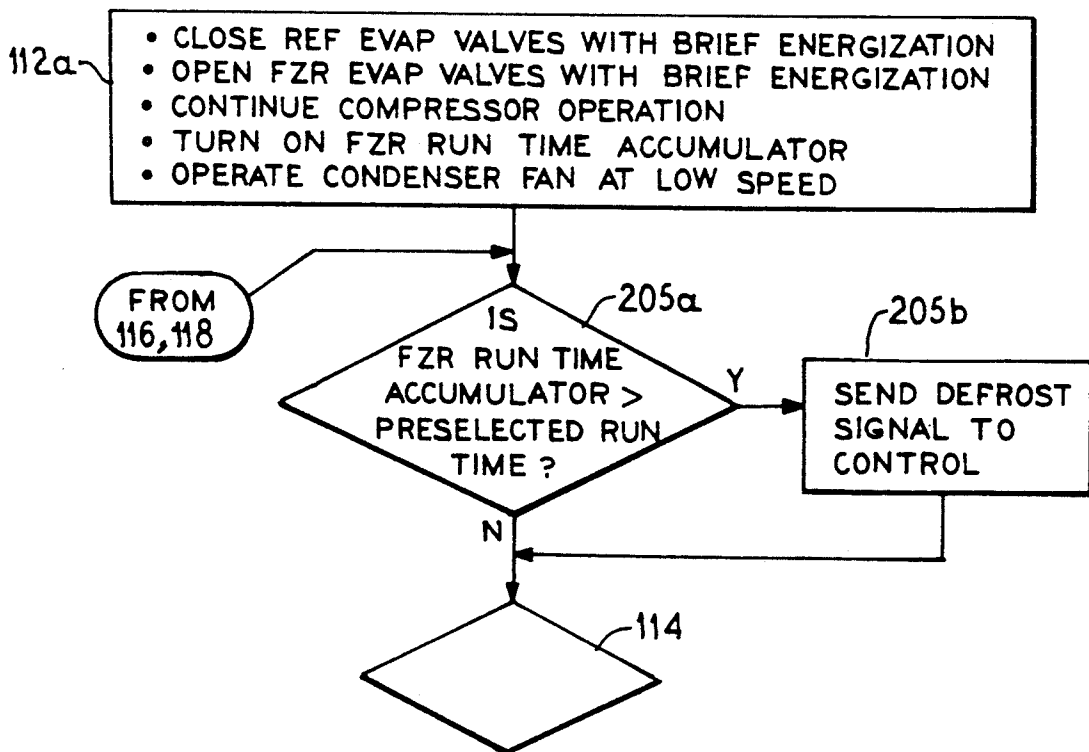 112a
• CLOSE REF EVAP VALVES WITH BRIEF ENERGIZATION
• OPEN FZR EVAP VALVES WITH BRIEF ENERGIZATION
• CONTINUE COMPRESSOR OPERATION
• TURN ON FZR RUN TIME ACCUMULATOR
• OPERATE CONDENSER FAN AT LOW SPEED
FROM
116, 118
205a
IS
FZR RUN TIME
ACCUMULATOR >
PRESELECTED RUN
TIME ?
Y
205b
SEND DEFROST
SIGNAL TO
CONTROL
N
114